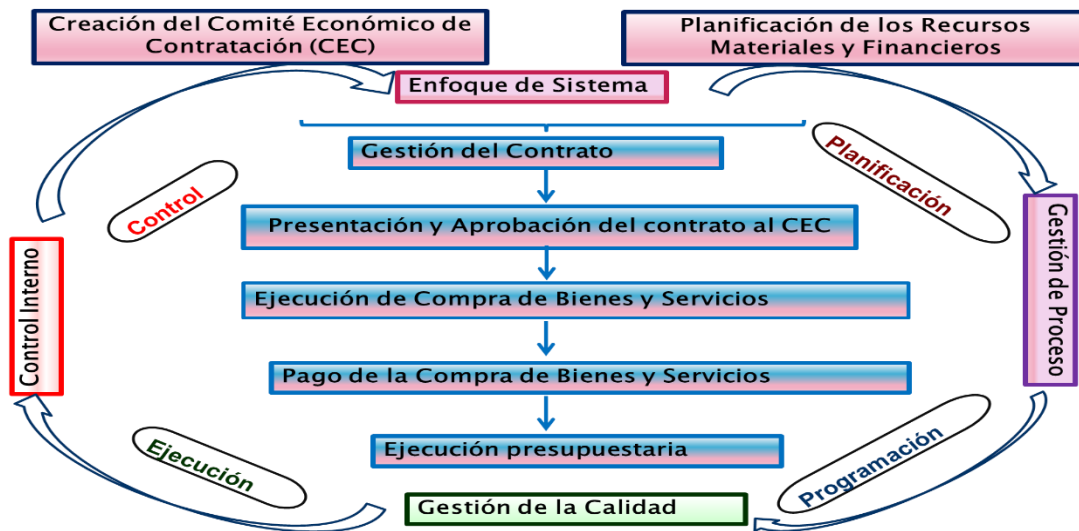 Creación del Comité Económico de
Contratación (CEC)
Planificación de los Recursos
Materiales y Financieros
Enfoque de Sistema
Gestión del Contrato
Control
Planificación
Presentación y Aprobación del contrato al CEC
Control Interno
Gestión de Proceso
Ejecución de Compra de Bienes y Servicios
Pago de la Compra de Bienes y Servicios
Ejecución
Ejecución presupuestaria
Programación
Gestión de la Calidad